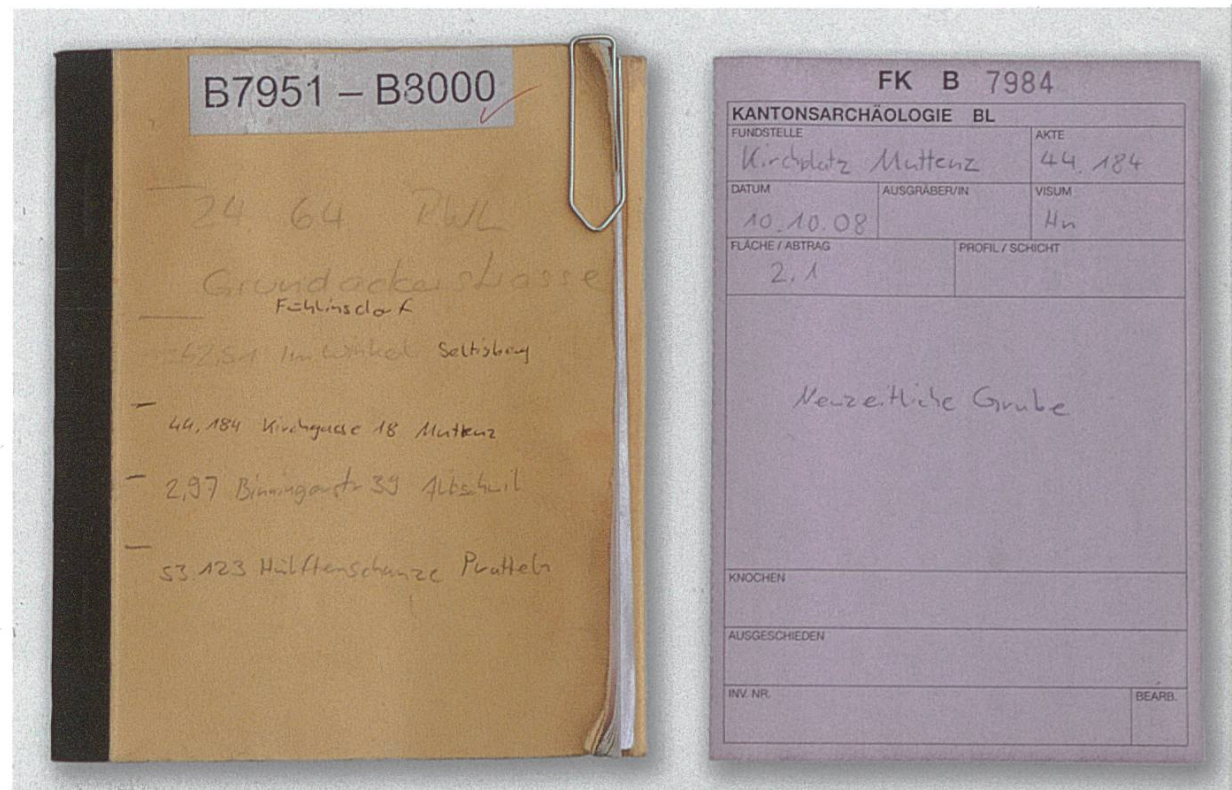 B7951 – B8000
24. 64 PWL
Grundackerstrasse
Füllinsdorf
62,51 Im Winkel Seltisberg
44,184 Kirchgasse 18 Muttenz
2,97 Binningerstr 39 Allschwil
53.123 Hülftenschanze Pratteln
FK B 7984
KANTONSARCHÄOLOGIE BL
FUNDSTELLE AKTE
Kirchplatz Muttenz 44.184
DATUM AUSGRÄBER/IN VISUM
10.10.08 Hn
FLÄCHE / ABTRAG PROFIL / SCHICHT
2.1
Neuzeitliche Grube
KNOCHEN
AUSGESCHIEDEN
INV. NR. BEARB.